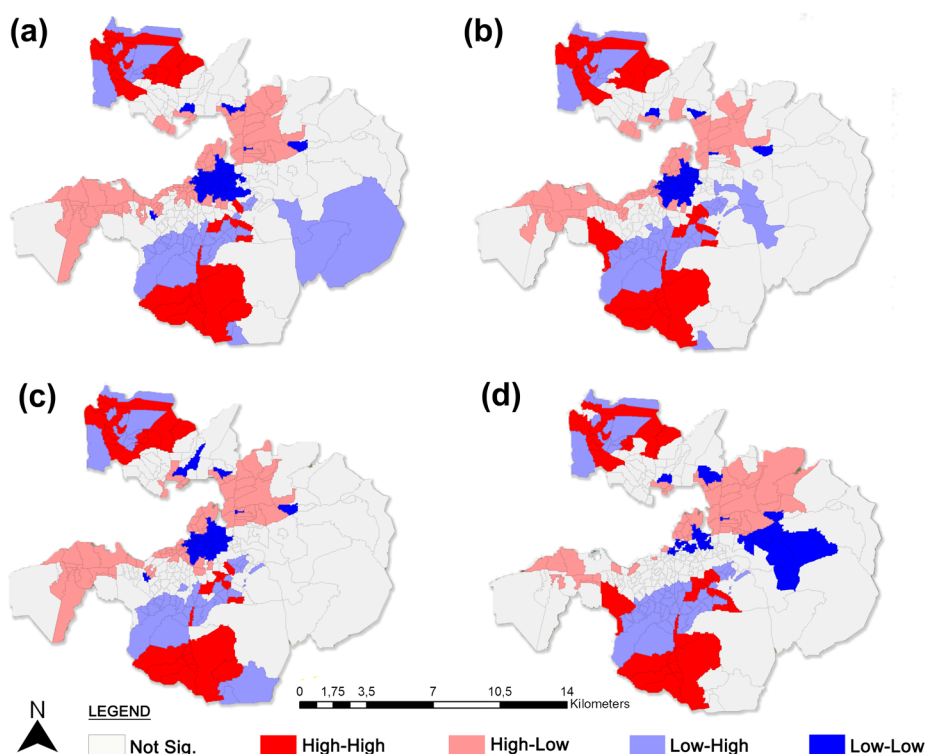 (a)
(b)
(c)
(d)
0 1,75 3,5 7 10,5 14
Kilometers
N
LEGEND
Not Sig.
High-High
High-Low
Low-High
Low-Low